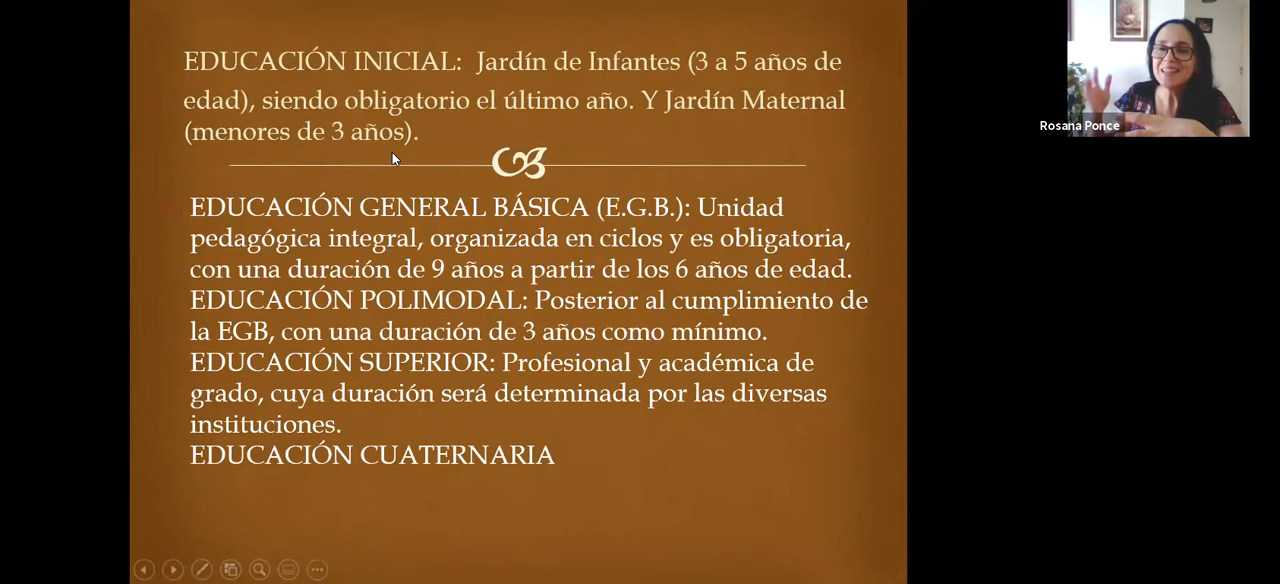 EDUCACIÓN INICIAL: Jardín de Infantes (3 a 5 años de
edad), siendo obligatorio el último año. Y Jardín Maternal
(menores de 3 años).
EDUCACIÓN GENERAL BÁSICA (E.G.B.): Unidad
pedagógica integral, organizada en ciclos y es obligatoria,
con una duración de 9 años a partir de los 6 años de edad.
EDUCACIÓN POLIMODAL: Posterior al cumplimiento de
la EGB, con una duración de 3 años como mínimo.
EDUCACIÓN SUPERIOR: Profesional y académica de
grado, cuya duración será determinada por las diversas
instituciones.
EDUCACIÓN CUATERNARIA
Rosana Ponce